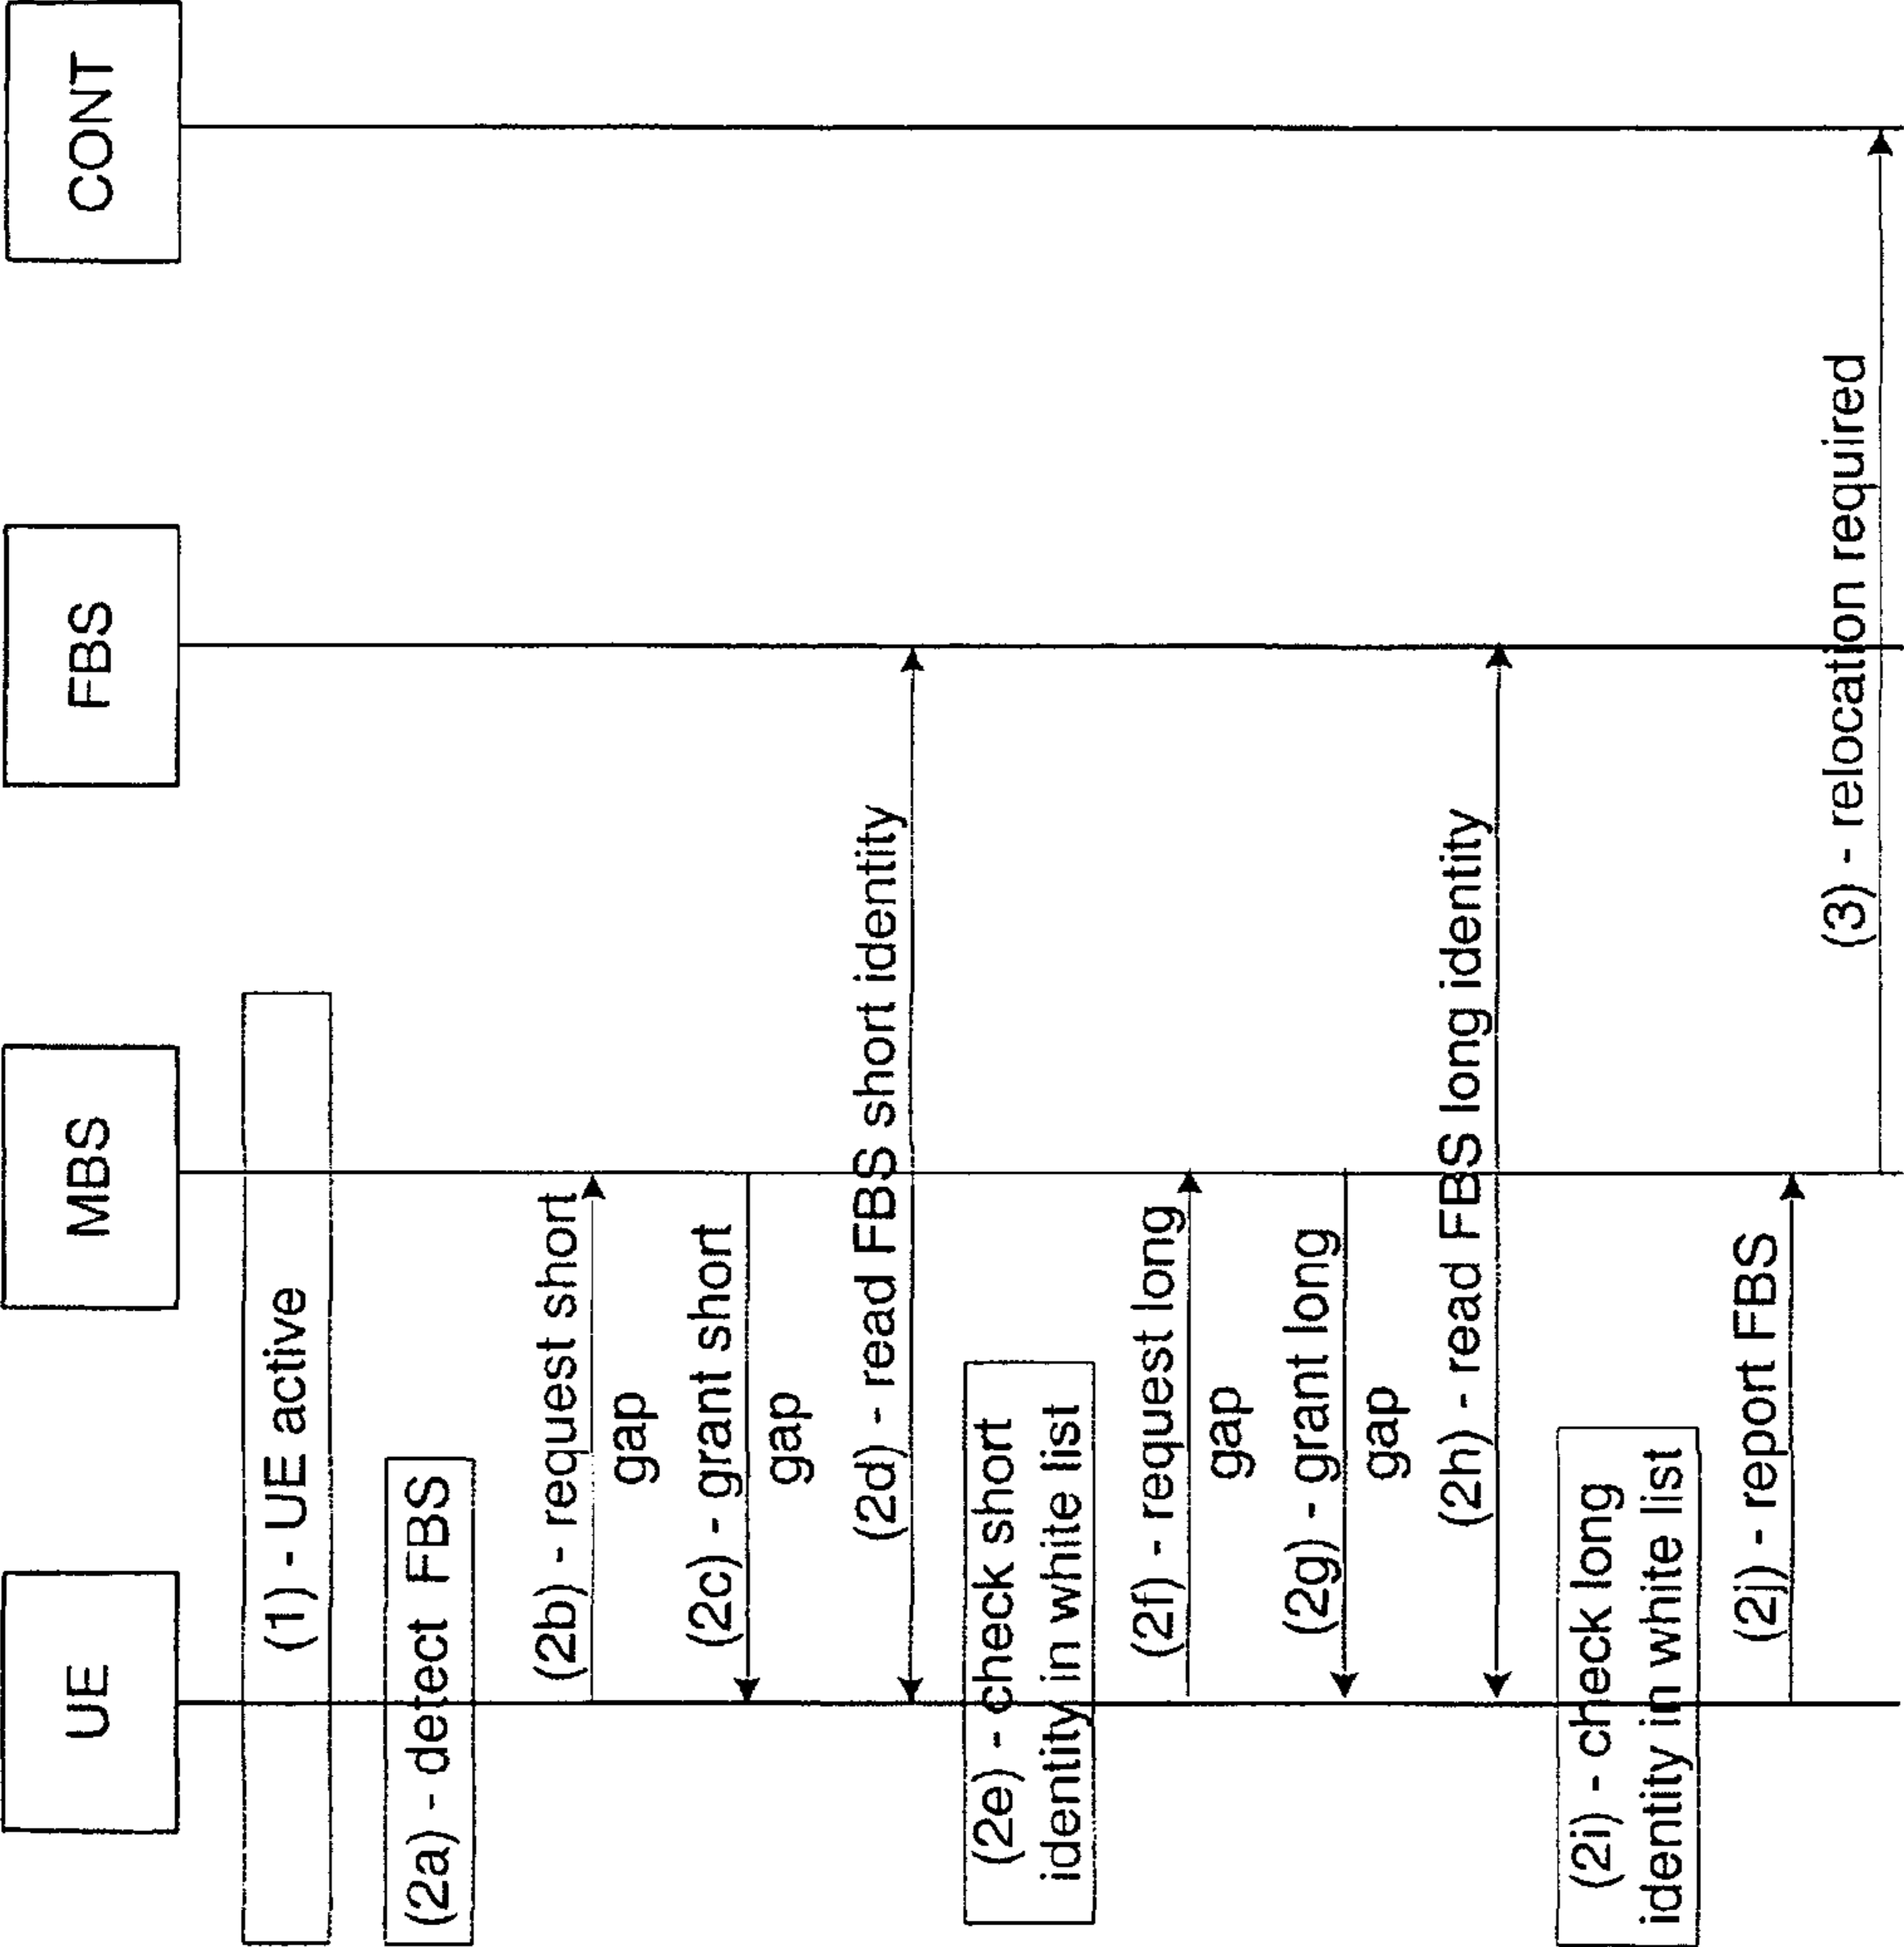 UE
MBS
FBS
CONT
(1) - UE active
(2a) - detect FBS
(2b) - request short
gap
(2c) - grant short
gap
(2d) - read FBS short identity
(2e) - check short
identity in white list
(2f) - request long
gap
(2g) - grant long
gap
(2h) - read FBS long identity
(2i) - check long
identity in white list
(2j) - report FBS
(3) - relocation required